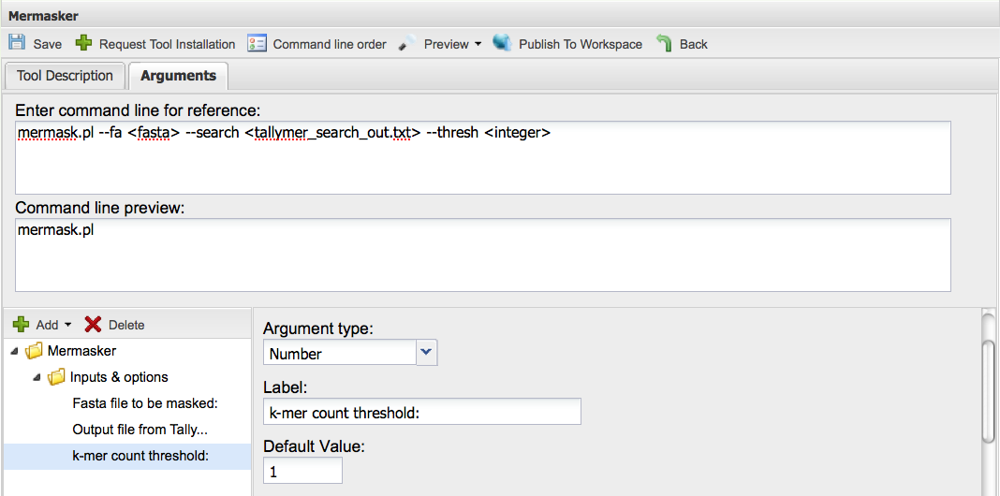 Mermasker
Save Request Tool Installation Command line order Preview Publish To Workspace Back
Tool Description Arguments
Enter command line for reference:
mermask.pl --fa <fasta> --search <tallymer_search_out.txt> --thresh <integer>
Command line preview:
mermask.pl
Add Delete
Mermasker
Inputs & options
Fasta file to be masked:
Output file from Tally...
k-mer count threshold:
Argument type:
Number
Label:
k-mer count threshold:
Default Value:
1